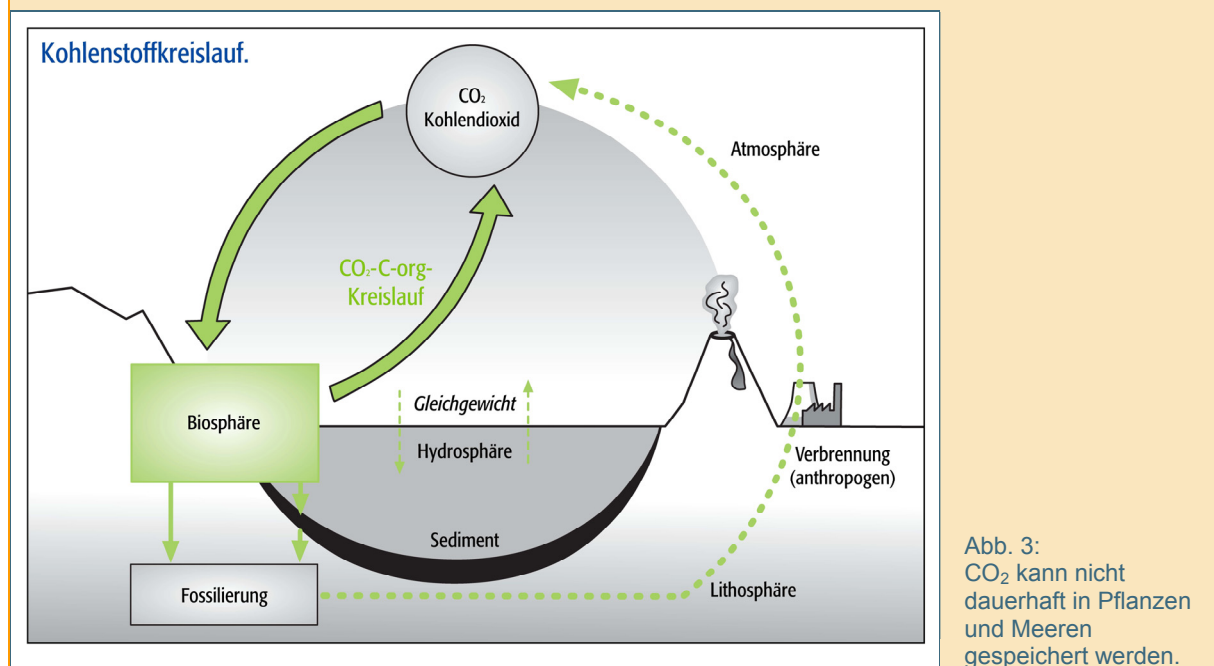 Kohlenstoffkreislauf.
CO₂
Kohlendioxid
Atmosphäre
CO₂-C-org-
Kreislauf
Gleichgewicht
Biosphäre
Hydrosphäre
Verbrennung
(anthropogen)
Sediment
Fossilierung
Lithosphäre
Abb. 3:
CO₂ kann nicht
dauerhaft in Pflanzen
und Meeren
gespeichert werden.